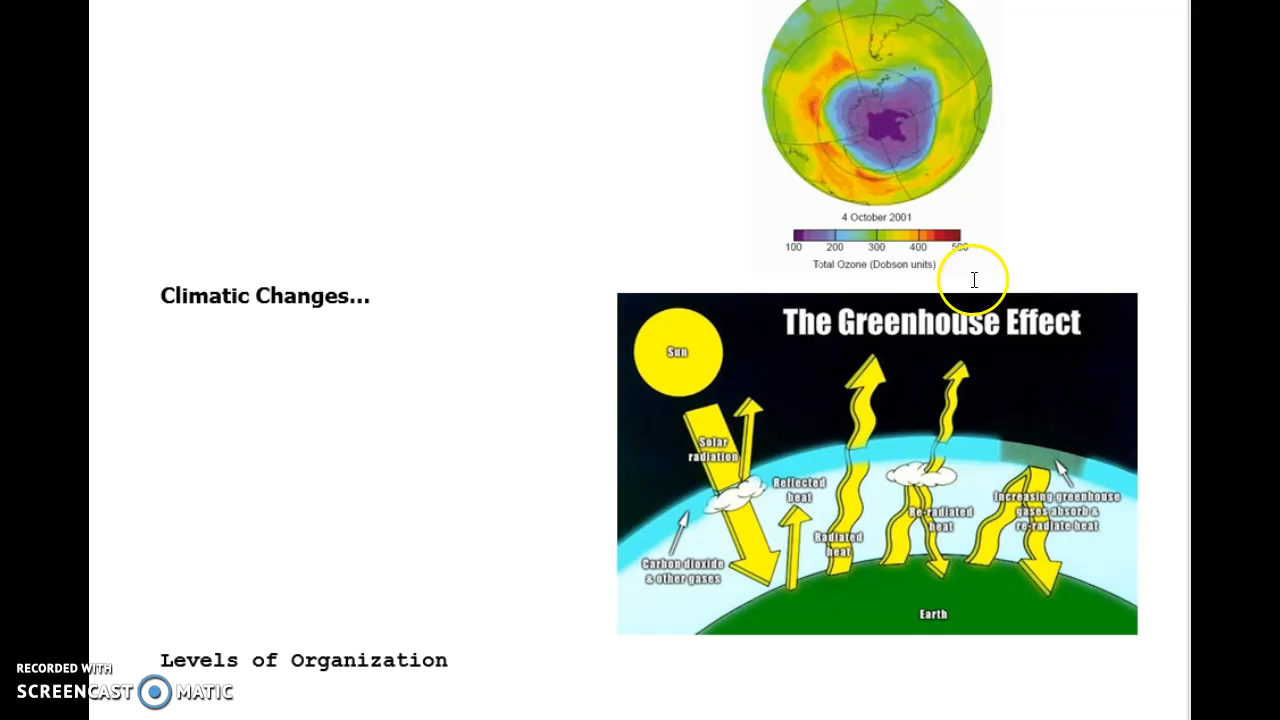 4 October 2001
100 200 300 400 500
Total Ozone (Dobson units)
Climatic Changes...
The Greenhouse Effect
Sun
Solar
radiation
Reflected
heat
Radiated
heat
Re-radiated
heat
Increasing greenhouse
gases absorb &
re-radiate heat
Carbon dioxide
& other gases
Earth
Levels of Organization
RECORDED WITH
SCREENCAST MATIC